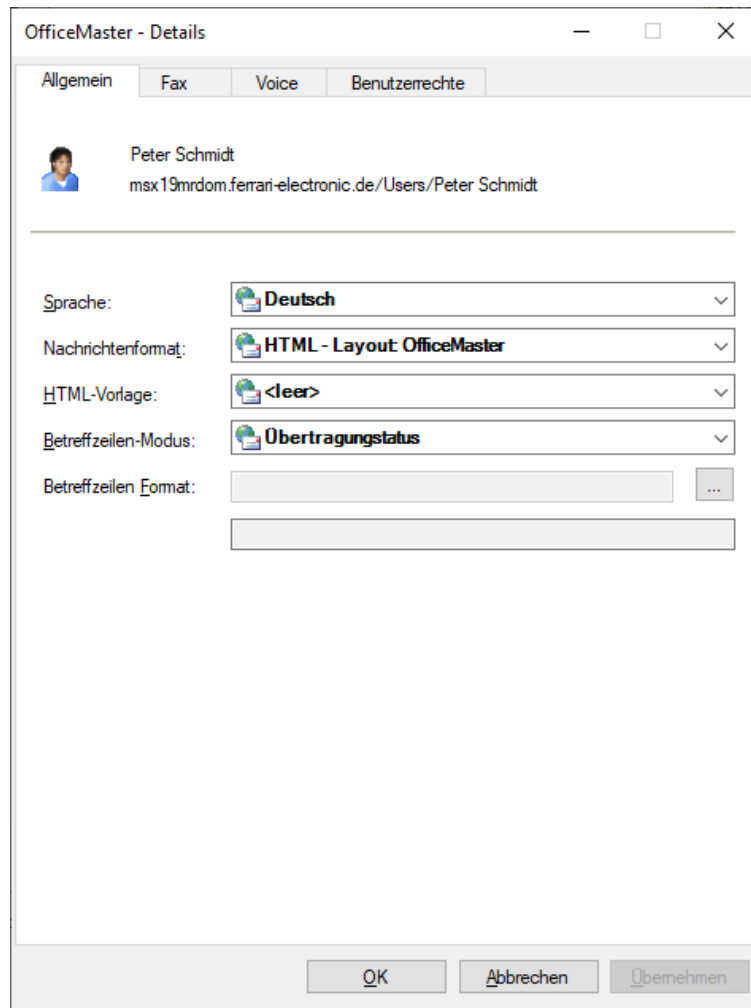 OfficeMaster - Details
Allgemein Fax Voice Benutzerrechte
Peter Schmidt
msx19mrdom.ferrari-electronic.de/Users/Peter Schmidt
Sprache: Deutsch
Nachrichtenformat: HTML - Layout: OfficeMaster
HTML-Vorlage: <leer>
Betreffzeilen-Modus: Übertragungstatus
Betreffzeilen Format: ...
OK Abbrechen Übernehmen